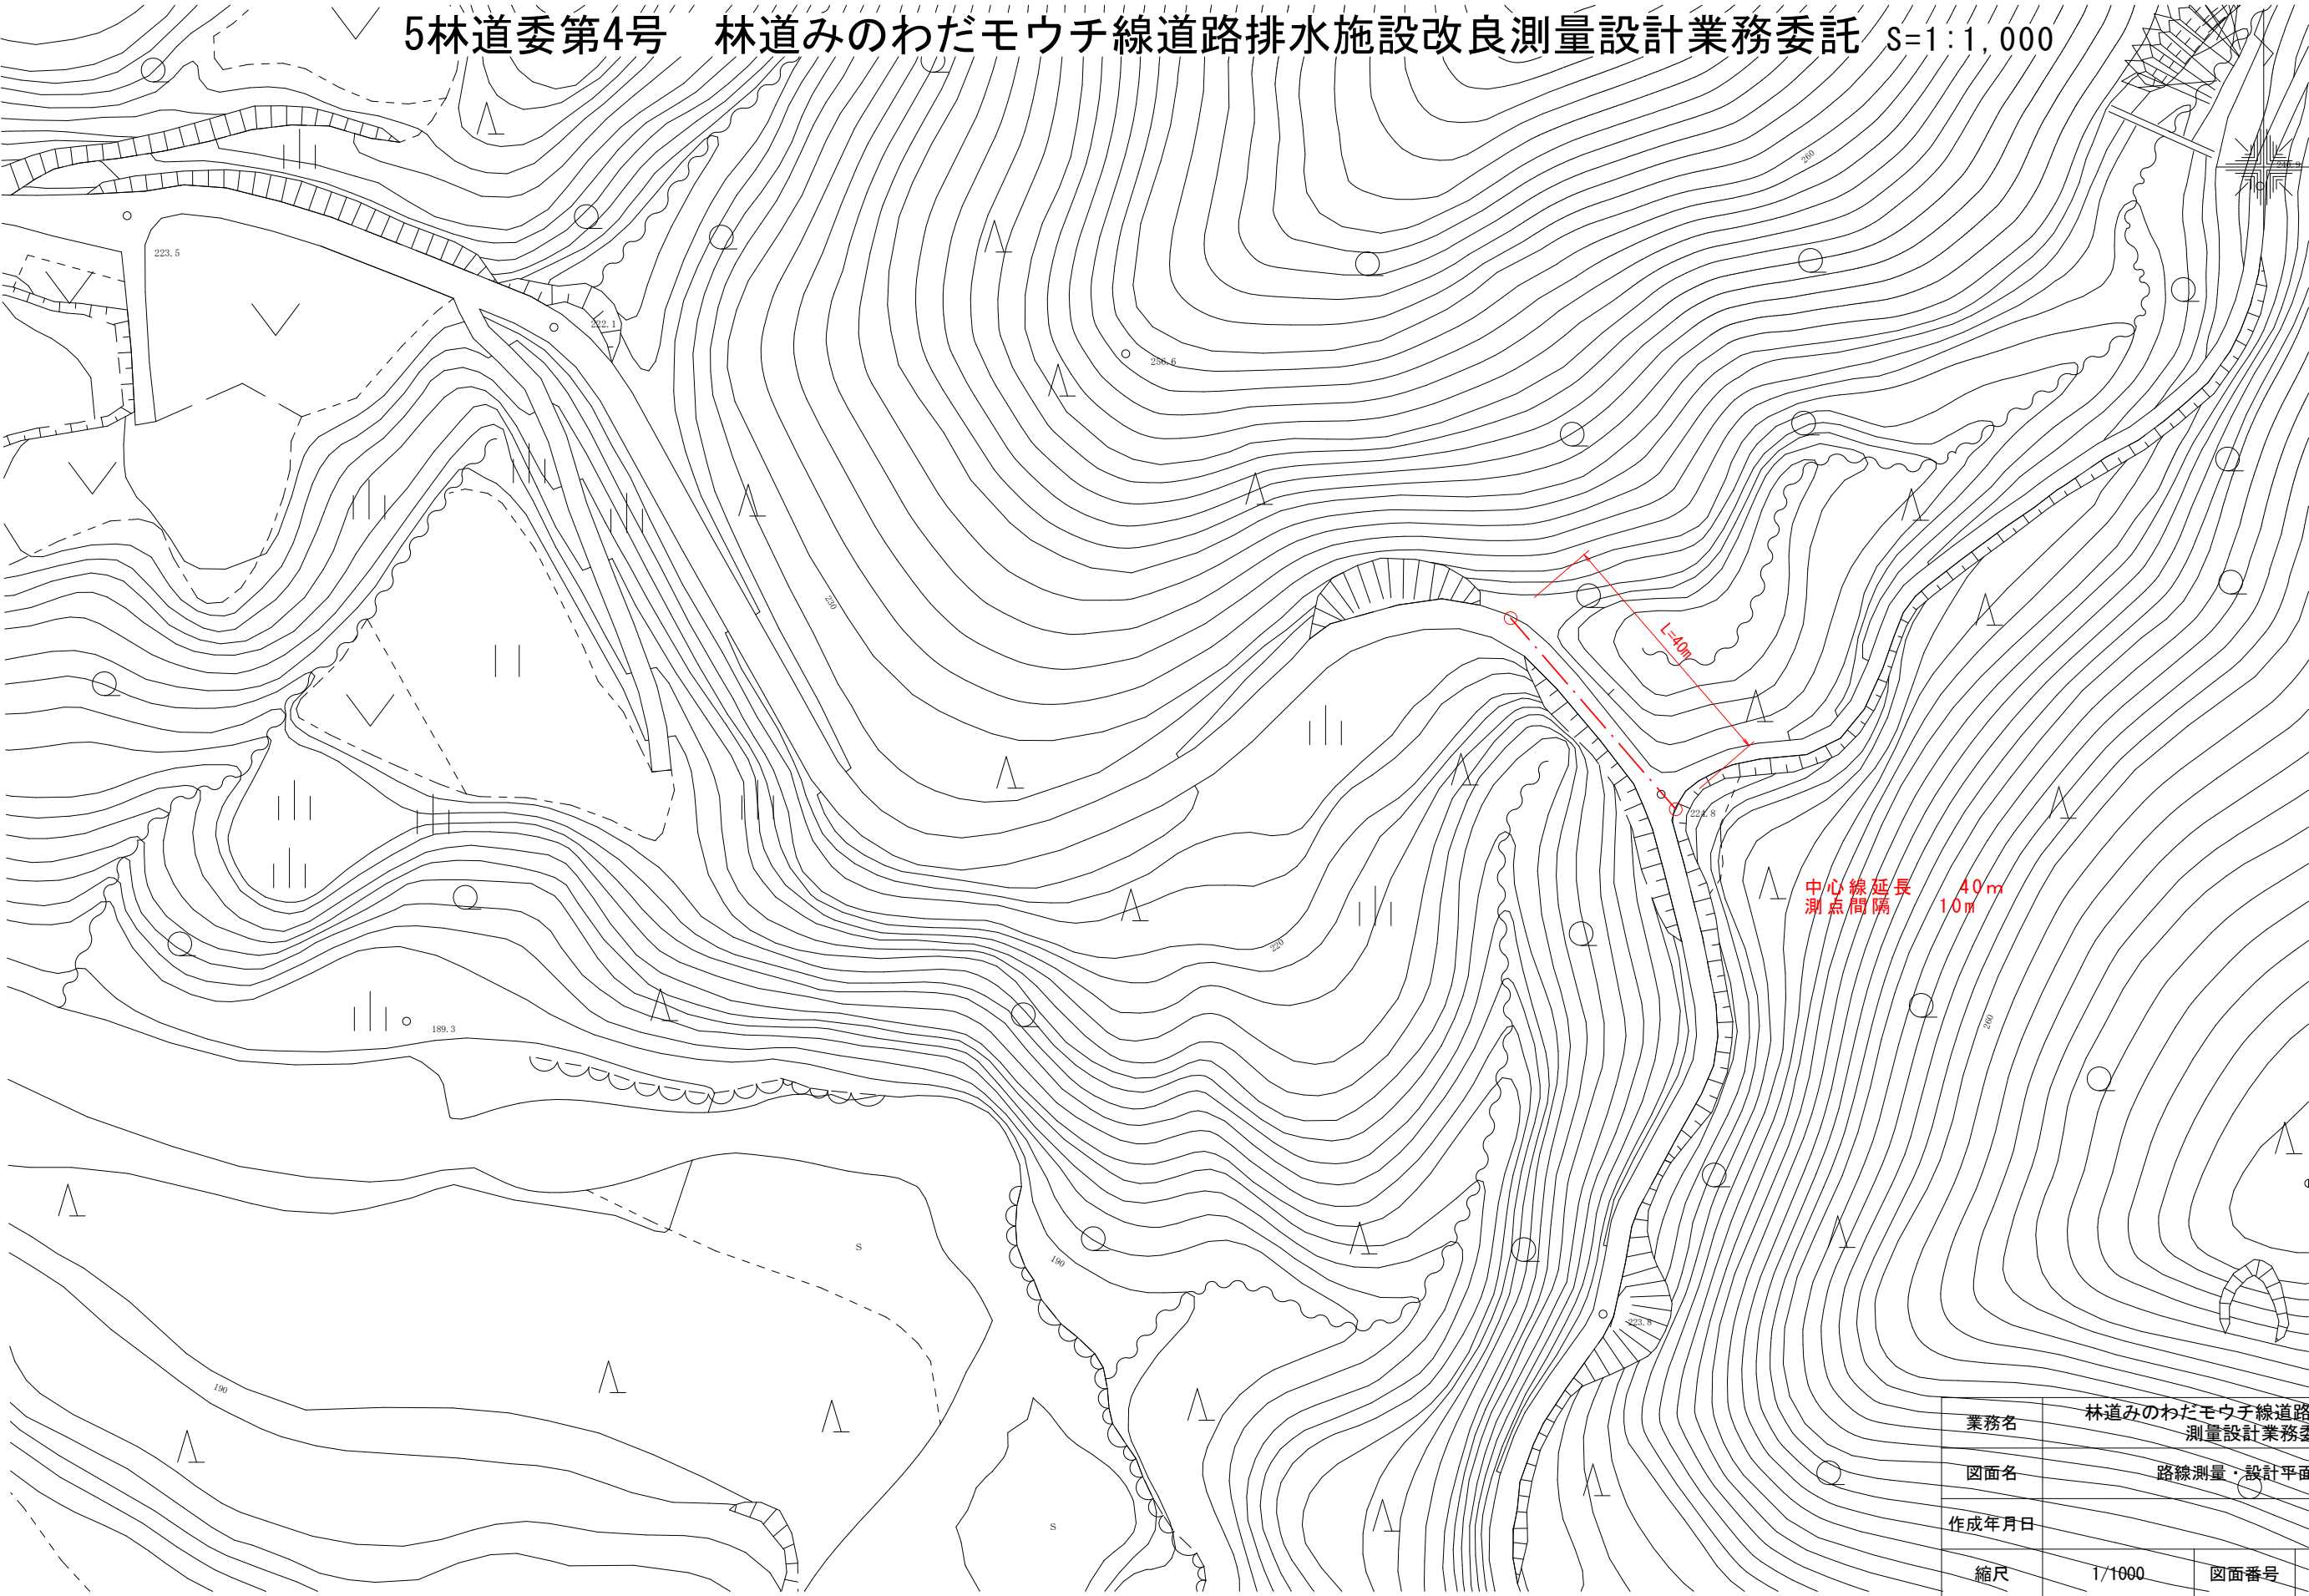 5林道委第4号 林道みのわだモウチ線道路排水施設改良測量設計業務委託 S=1:1,000
260
223.5
222.1
256.6
230
L=40m
224.8
中心線延長 40m
測点間隔 10m
220
260
189.3
S
190
223.8
190
S
業務名 林道みのわだモウチ線道路
測量設計業務委
図面名 路線測量・設計平面
作成年月日
縮尺 1/1000 図面番号